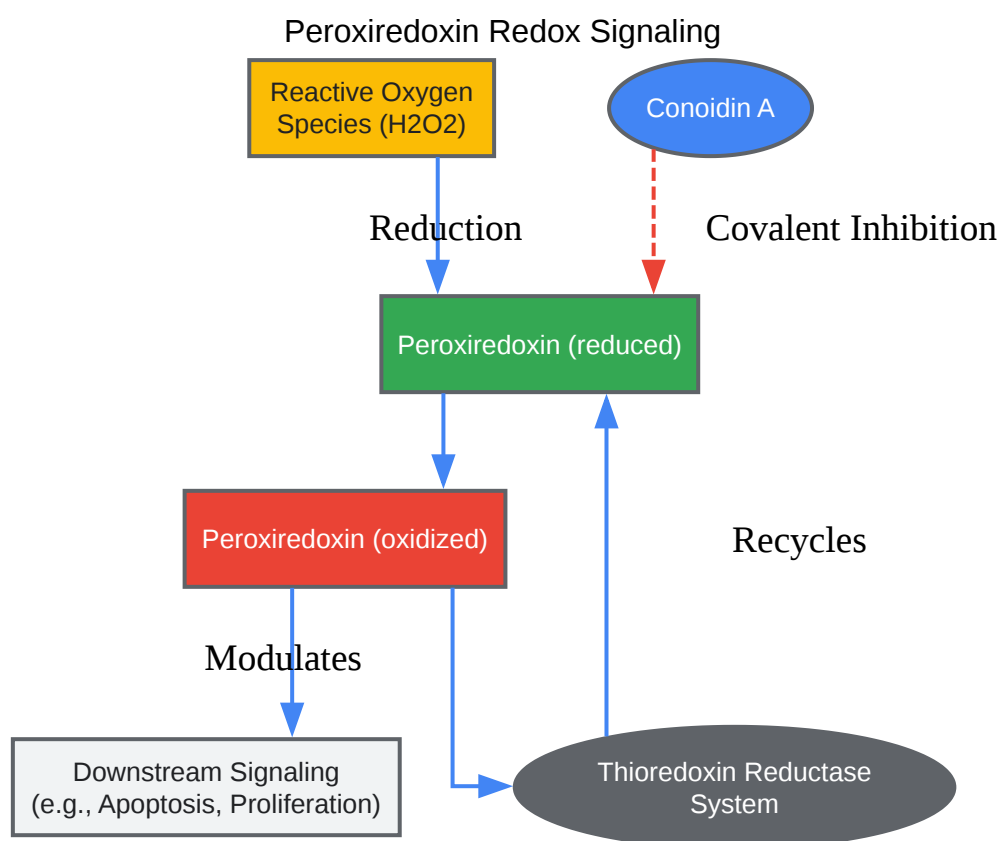 Peroxiredoxin Redox Signaling
Reactive Oxygen
Species (H2O2)
Conoidin A
Reduction
Covalent Inhibition
Peroxiredoxin (reduced)
Peroxiredoxin (oxidized)
Recycles
Modulates
Downstream Signaling
(e.g., Apoptosis, Proliferation)
Thioredoxin Reductase
System